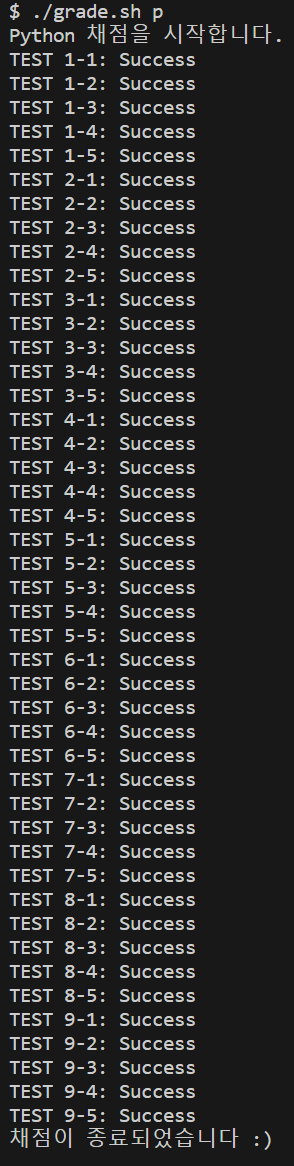 $ ./grade.sh p
Python 채점을 시작합니다.
TEST 1-1: Success
TEST 1-2: Success
TEST 1-3: Success
TEST 1-4: Success
TEST 1-5: Success
TEST 2-1: Success
TEST 2-2: Success
TEST 2-3: Success
TEST 2-4: Success
TEST 2-5: Success
TEST 3-1: Success
TEST 3-2: Success
TEST 3-3: Success
TEST 3-4: Success
TEST 3-5: Success
TEST 4-1: Success
TEST 4-2: Success
TEST 4-3: Success
TEST 4-4: Success
TEST 4-5: Success
TEST 5-1: Success
TEST 5-2: Success
TEST 5-3: Success
TEST 5-4: Success
TEST 5-5: Success
TEST 6-1: Success
TEST 6-2: Success
TEST 6-3: Success
TEST 6-4: Success
TEST 6-5: Success
TEST 7-1: Success
TEST 7-2: Success
TEST 7-3: Success
TEST 7-4: Success
TEST 7-5: Success
TEST 8-1: Success
TEST 8-2: Success
TEST 8-3: Success
TEST 8-4: Success
TEST 8-5: Success
TEST 9-1: Success
TEST 9-2: Success
TEST 9-3: Success
TEST 9-4: Success
TEST 9-5: Success
채점이 종료되었습니다 :)